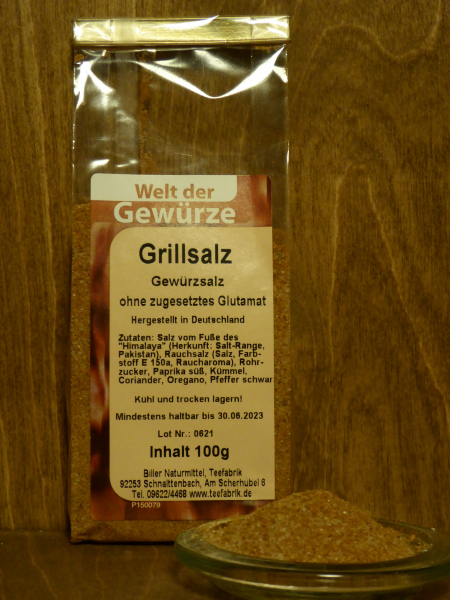 Welt der
Gewürze
Grillsalz
Gewürzsalz
ohne zugesetztes Glutamat
Hergestellt in Deutschland
Zutaten: Salz vom Fuße des
"Himalaya" (Herkunft: Salt-Range,
Pakistan), Rauchsalz (Salz, Farb-
stoff E 150a, Raucharoma), Rohr-
zucker, Paprika süß, Kümmel,
Coriander, Oregano, Pfeffer schwar
Kühl und trocken lagern!
Mindestens haltbar bis 30.06.2023
Lot Nr.: 0621
Inhalt 100g
Biller Naturmittel, Teefabrik
92253 Schnaittenbach, Am Scherhubel 6
Tel. 09622/4468 www.teefabrik.de
P150079